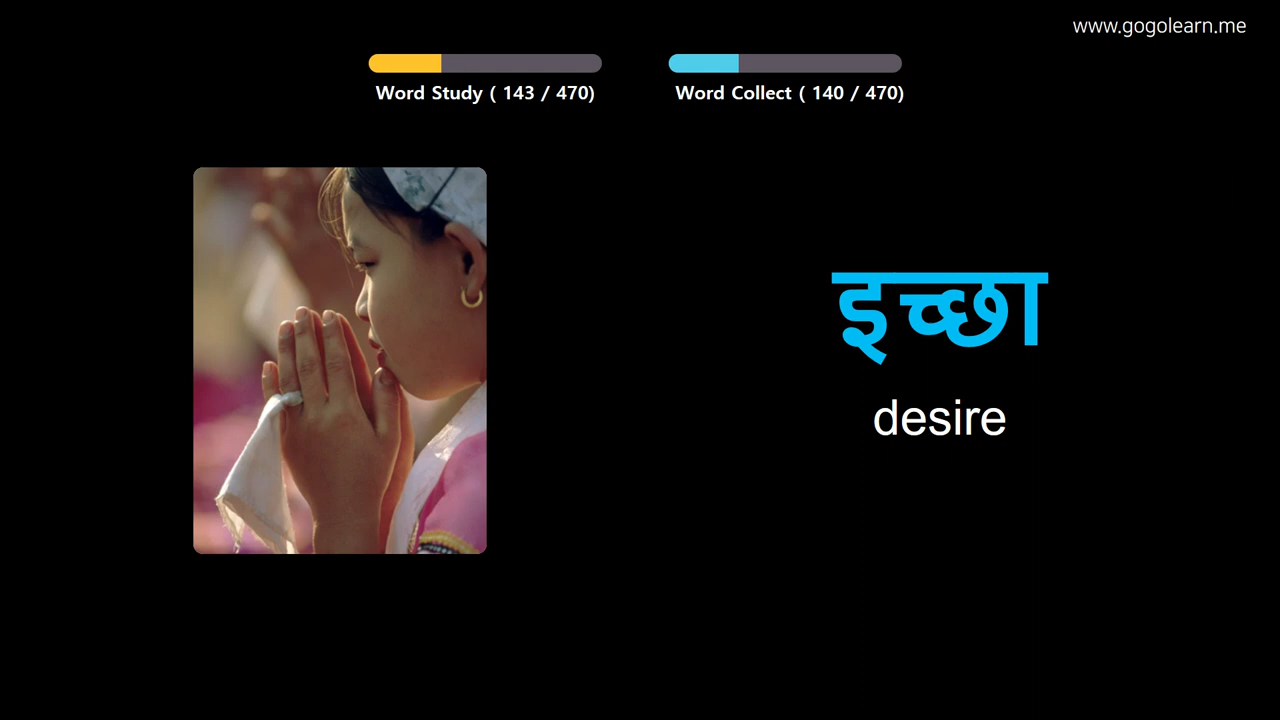 www.gogolearn.me
Word Study ( 143 / 470)
Word Collect ( 140 / 470)
इच्छा
desire